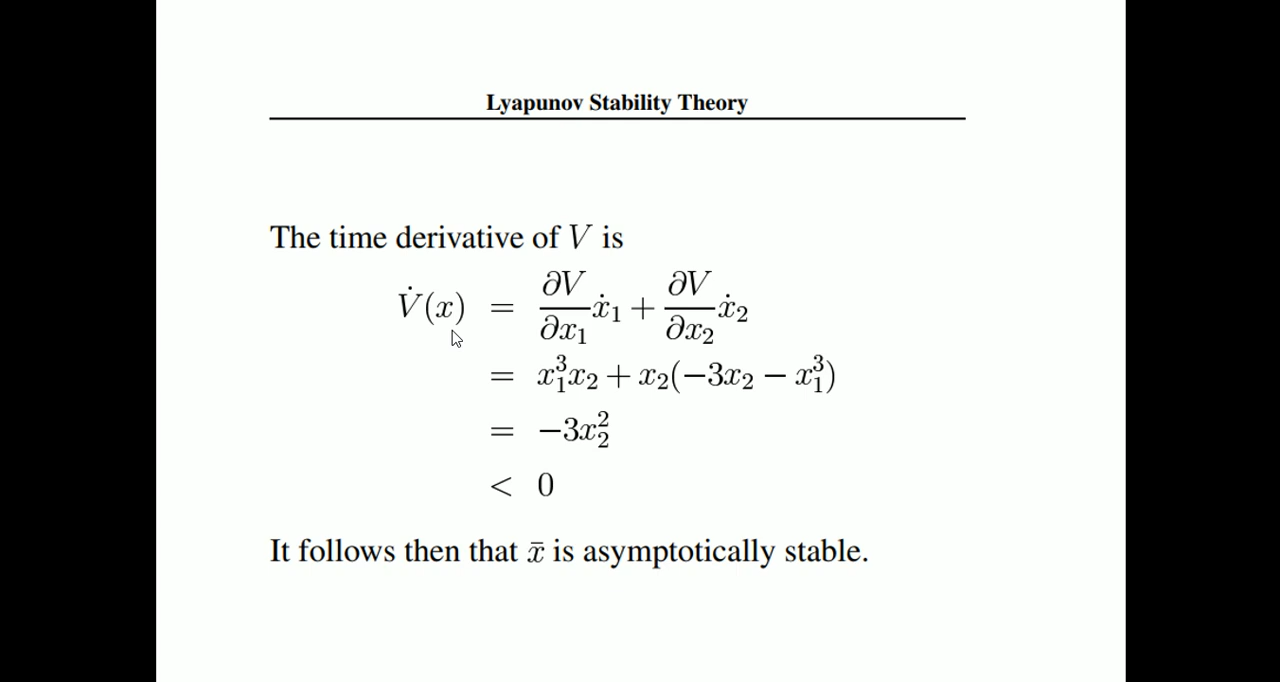 Lyapunov Stability Theory
The time derivative of V is
V̇(x) = ∂V/∂x₁ ẋ₁ + ∂V/∂x₂ ẋ₂
= x₁³x₂ + x₂(−3x₂ − x₁³)
= −3x₂²
< 0
It follows then that x̄ is asymptotically stable.